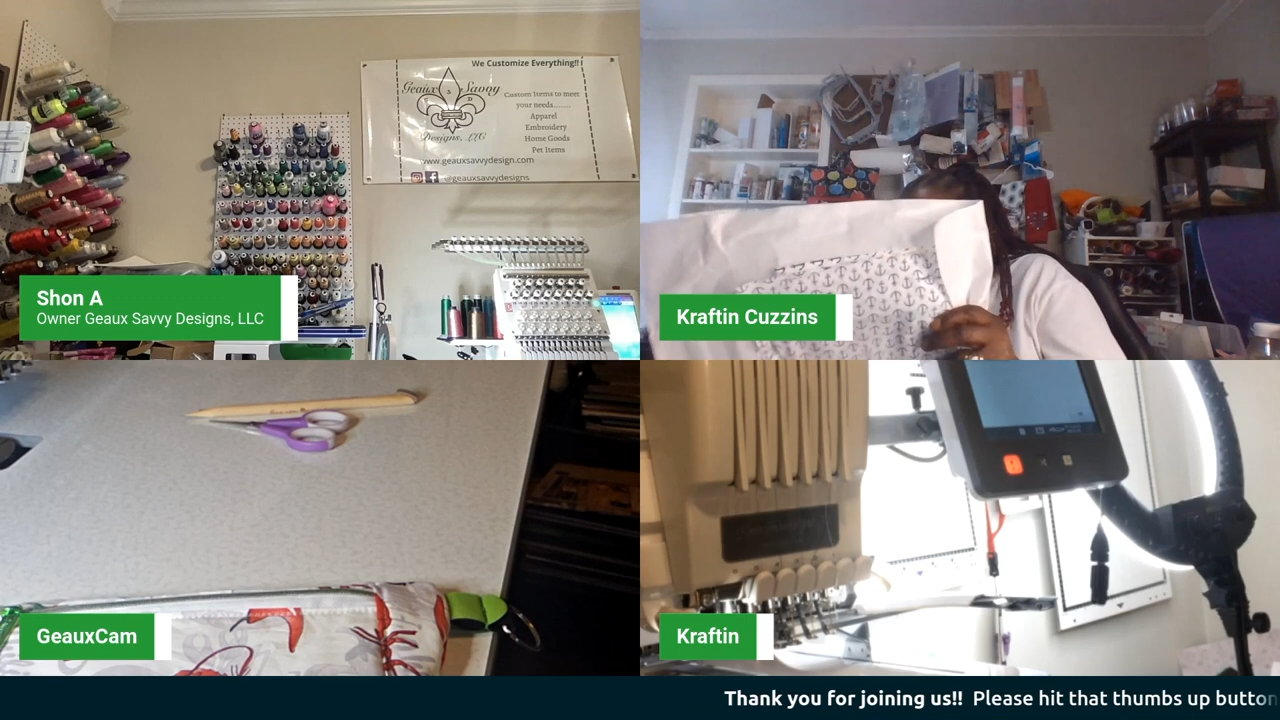 We Customize Everything!!
Geaux Savvy
S
D
Designs, LLC
Custom Items to meet
your needs.........
Apparel
Embroidery
Home Goods
Pet Items
www.geauxsavvydesign.com
@geauxsavvydesigns
Shon A
Owner Geaux Savvy Designs, LLC
Kraftin Cuzzins
GeauxCam
Kraftin
Thank you for joining us!! Please hit that thumbs up button